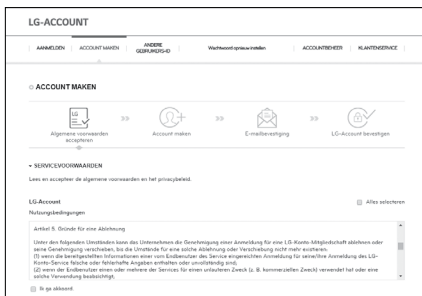 LG-ACCOUNT
AANMELDEN | ACCOUNT MAKEN | ANDERE GEBRUIKERS-ID | Wachtwoord opnieuw instellen | ACCOUNTBEHEER | KLANTENSERVICE
ACCOUNT MAKEN
LG
Algemene voorwaarden accepteren >> Account maken >> E-mailbevestiging >> LG-Account bevestigen
SERVICEVOORWAARDEN
Lees en accepteer de algemene voorwaarden en het privacybeleid.
LG-Account
Alles selecteren
Nutzungsbedingungen
Artikel 9. Gründe für eine Ablehnung
Unter den folgenden Umständen kann das Unternehmen die Genehmigung einer Anmeldung für eine LG-Konto-Mitgliedschaft ablehnen oder
seine Genehmigung verschieben, bis die Umstände für eine solche Ablehnung oder Verschiebung nicht mehr existieren:
(1) wenn die bereitgestellten Informationen einer vom Endbenutzer des Service eingereichten Anmeldung für seine/ihre Anmeldung des LG-
Konto-Service falsche oder fehlerhafte Angaben enthalten oder unvollständig sind.
(2) wenn der Endbenutzer einen oder mehrere der Services für einen unlauteren Zweck (z. B. kommerziellen Zweck) verwendet hat oder eine
solche Verwendung beabsichtigt,
Ik ga akkoord